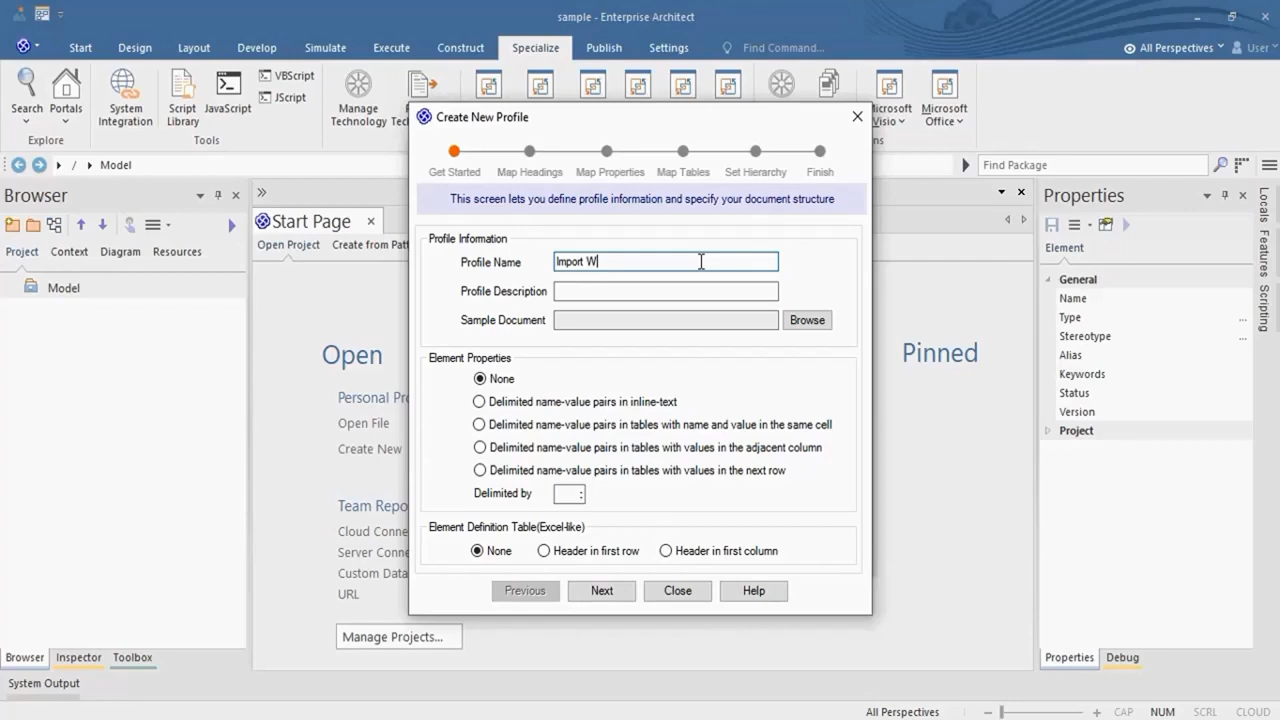 sample - Enterprise Architect
Start Design Layout Develop Simulate Execute Construct Specialize Publish Settings Find Command... All Perspectives User
Search Portals
Explore
System Integration
Script Library
JavaScript
VBScript
JScript
Tools
Manage Technology
Visio
Office
Model
Find Package
Browser
Project Context Diagram Resources
Model
Start Page
Open Project
Open
Open File
Create New
URL
Manage Projects...
Pinned
Create New Profile
Get Started Map Headings Map Properties Map Tables Set Hierarchy Finish
This screen lets you define profile information and specify your document structure
Profile Information
Profile Name Import W
Profile Description
Sample Document Browse
Element Properties
None
Delimited name-value pairs in inline-text
Delimited name-value pairs in tables with name and value in the same cell
Delimited name-value pairs in tables with values in the adjacent column
Delimited name-value pairs in tables with values in the next row
Delimited by :
Element Definition Table(Excel-like)
None Header in first row Header in first column
Previous Next Close Help
Properties
Element
General
Name
Type ...
Stereotype ...
Alias
Keywords
Status
Version
Project
Locals Features Scripting
Browser Inspector Toolbox
Properties Debug
System Output
All Perspectives CAP NUM SCRL CLOUD